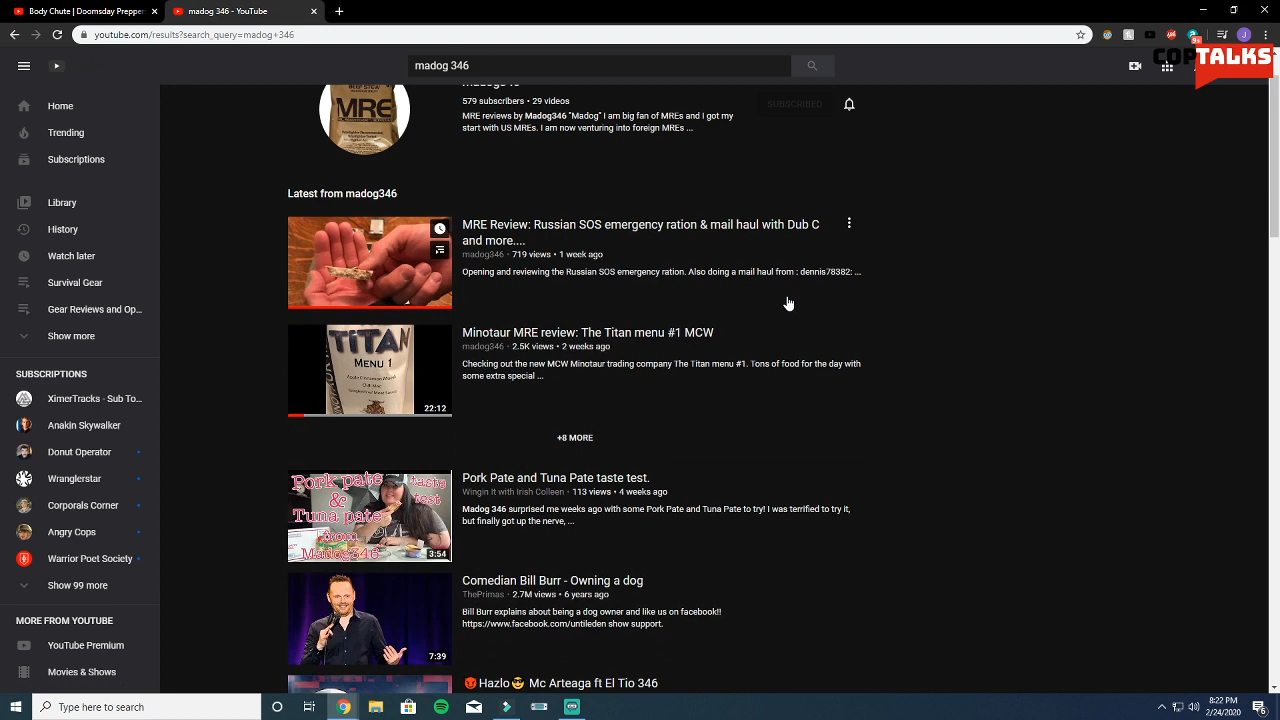 Body Chute | Doomsday Prepper
madog 346 - YouTube
youtube.com/results?search_query=madog+346
COPTALKS
madog 346
9+
Home
Trending
Subscriptions
Library
History
Watch later
Survival Gear
Gear Reviews and Op...
Show more
SUBSCRIPTIONS
XimerTracks - Sub To...
Anakin Skywalker
Donut Operator
Wranglerstar
Corporals Corner
Angry Cops
Warrior Poet Society
Show 99 more
MORE FROM YOUTUBE
YouTube Premium
Movies & Shows
MRE
579 subscribers • 29 videos
MRE reviews by Madog346 "Madog" I am big fan of MREs and I got my
start with US MREs. I am now venturing into foreign MREs ...
SUBSCRIBED
Latest from madog346
MRE Review: Russian SOS emergency ration & mail haul with Dub C
and more....
madog346 • 719 views • 1 week ago
Opening and reviewing the Russian SOS emergency ration. Also doing a mail haul from : dennis78382: ...
TITAN
MENU 1
22:12
Minotaur MRE review: The Titan menu #1 MCW
madog346 • 2.5K views • 2 weeks ago
Checking out the new MCW Minotaur trading company The Titan menu #1. Tons of food for the day with
some extra special ...
+8 MORE
Pork pate
&
Tuna pate
from
Madog346
taste
test
3:54
Pork Pate and Tuna Pate taste test.
Wingin It with Irish Colleen • 113 views • 4 weeks ago
Madog 346 surprised me weeks ago with some Pork Pate and Tuna Pate to try! I was terrified to try it,
but finally got up the nerve, ...
7:39
Comedian Bill Burr - Owning a dog
ThePrimas • 2.7M views • 6 years ago
Bill Burr explains about being a dog owner and like us on facebook!!
https://www.facebook.com/untileden show support.
Hazlo Mc Arteaga ft El Tio 346
Type here to search
8:22 PM
2/24/2020
6